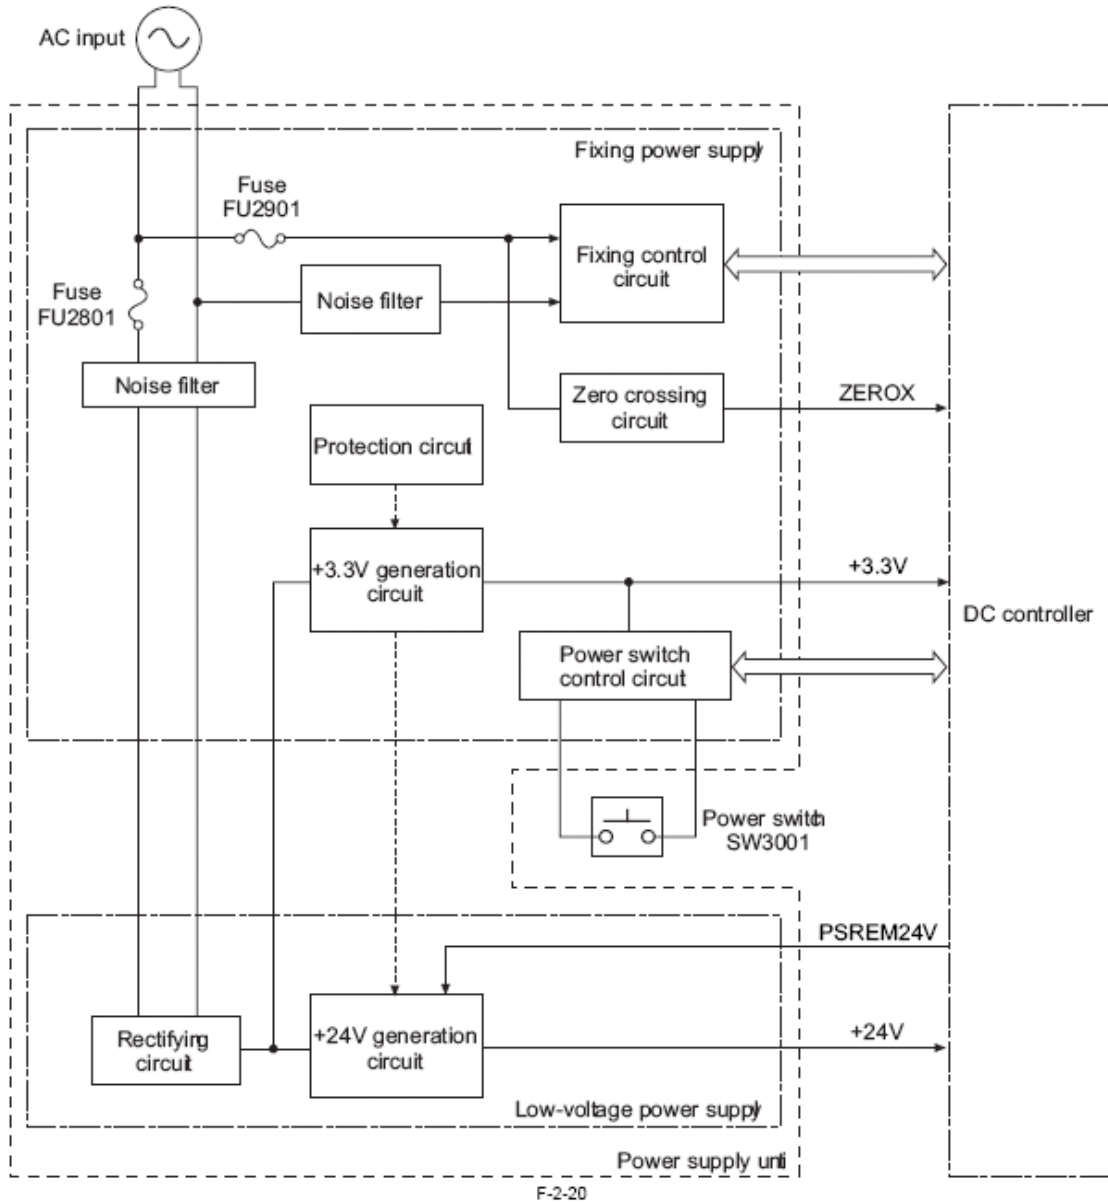 AC input
Fixing power supply
Fuse
FU2901
Fixing control
circuit
Fuse
FU2801
Noise filter
Noise filter
Zero crossing
circuit
ZEROX
Protection circuit
+3.3V generation
circuit
+3.3V
DC controller
Power switch
control circut
Power switch
SW3001
PSREM24V
+24V generation
circuit
+24V
Rectifying
circuit
Low-voltage power supply
Power supply unti
F-2-20